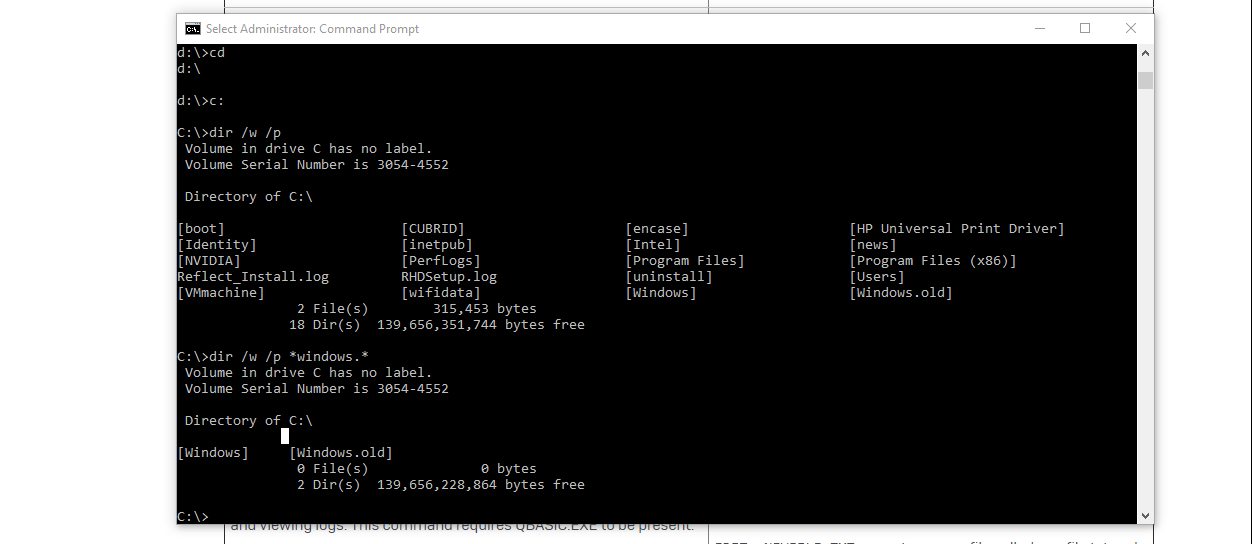 Select Administrator: Command Prompt
d:\>cd
d:\
d:\>c:
C:\>dir /w /p
Volume in drive C has no label.
Volume Serial Number is 3054-4552
Directory of C:\
[boot] [CUBRID] [encase] [HP Universal Print Driver]
[Identity] [inetpub] [Intel] [news]
[NVIDIA] [PerfLogs] [Program Files] [Program Files (x86)]
Reflect_Install.log RHDSetup.log [uninstall] [Users]
[VMmachine] [wifidata] [Windows] [Windows.old]
2 File(s) 315,453 bytes
18 Dir(s) 139,656,351,744 bytes free
C:\>dir /w /p *windows.*
Volume in drive C has no label.
Volume Serial Number is 3054-4552
Directory of C:\
[Windows] [Windows.old]
0 File(s) 0 bytes
2 Dir(s) 139,656,228,864 bytes free
C:\>
and viewing logs. This command requires QBASIC.EXE to be present.